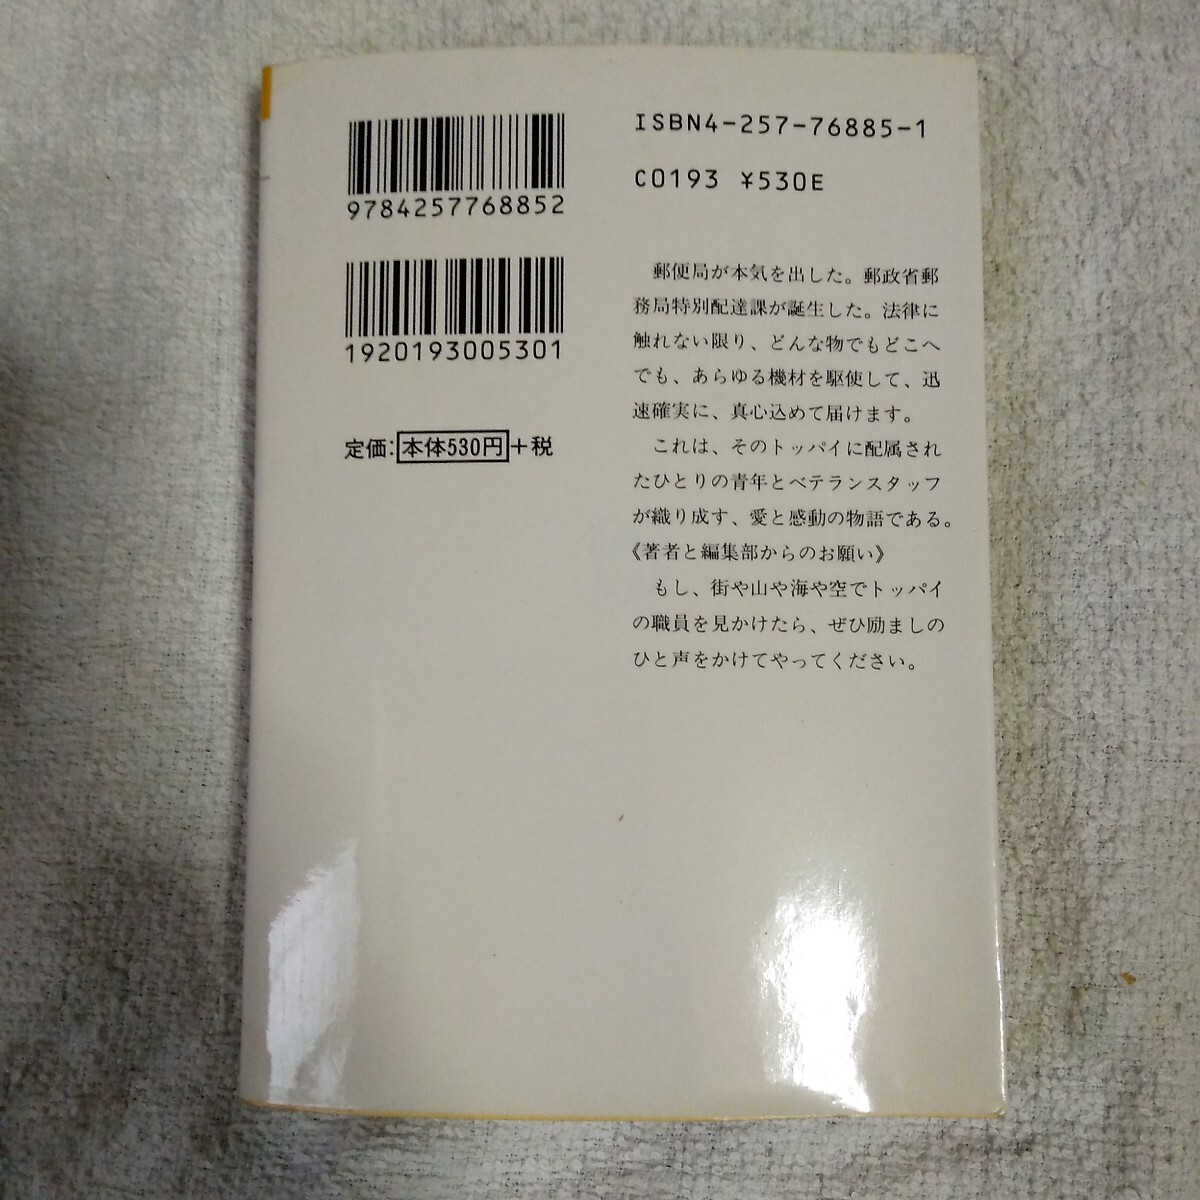 9784257768852
1920193005301
定価:本体530円+税
ISBN4-257-76885-1
C0193 ¥530E
郵便局が本気を出した。郵政省郵
務局特別配達課が誕生した。法律に
触れない限り、どんな物でもどこへ
でも、あらゆる機材を駆使して、迅
速確実に、真心込めて届けます。
これは、そのトッパイに配属され
たひとりの青年とベテランスタッフ
が織り成す、愛と感動の物語である。
《著者と編集部からのお願い》
もし、街や山や海や空でトッパイ
の職員を見かけたら、ぜひ励ましの
ひと声をかけてやってください。